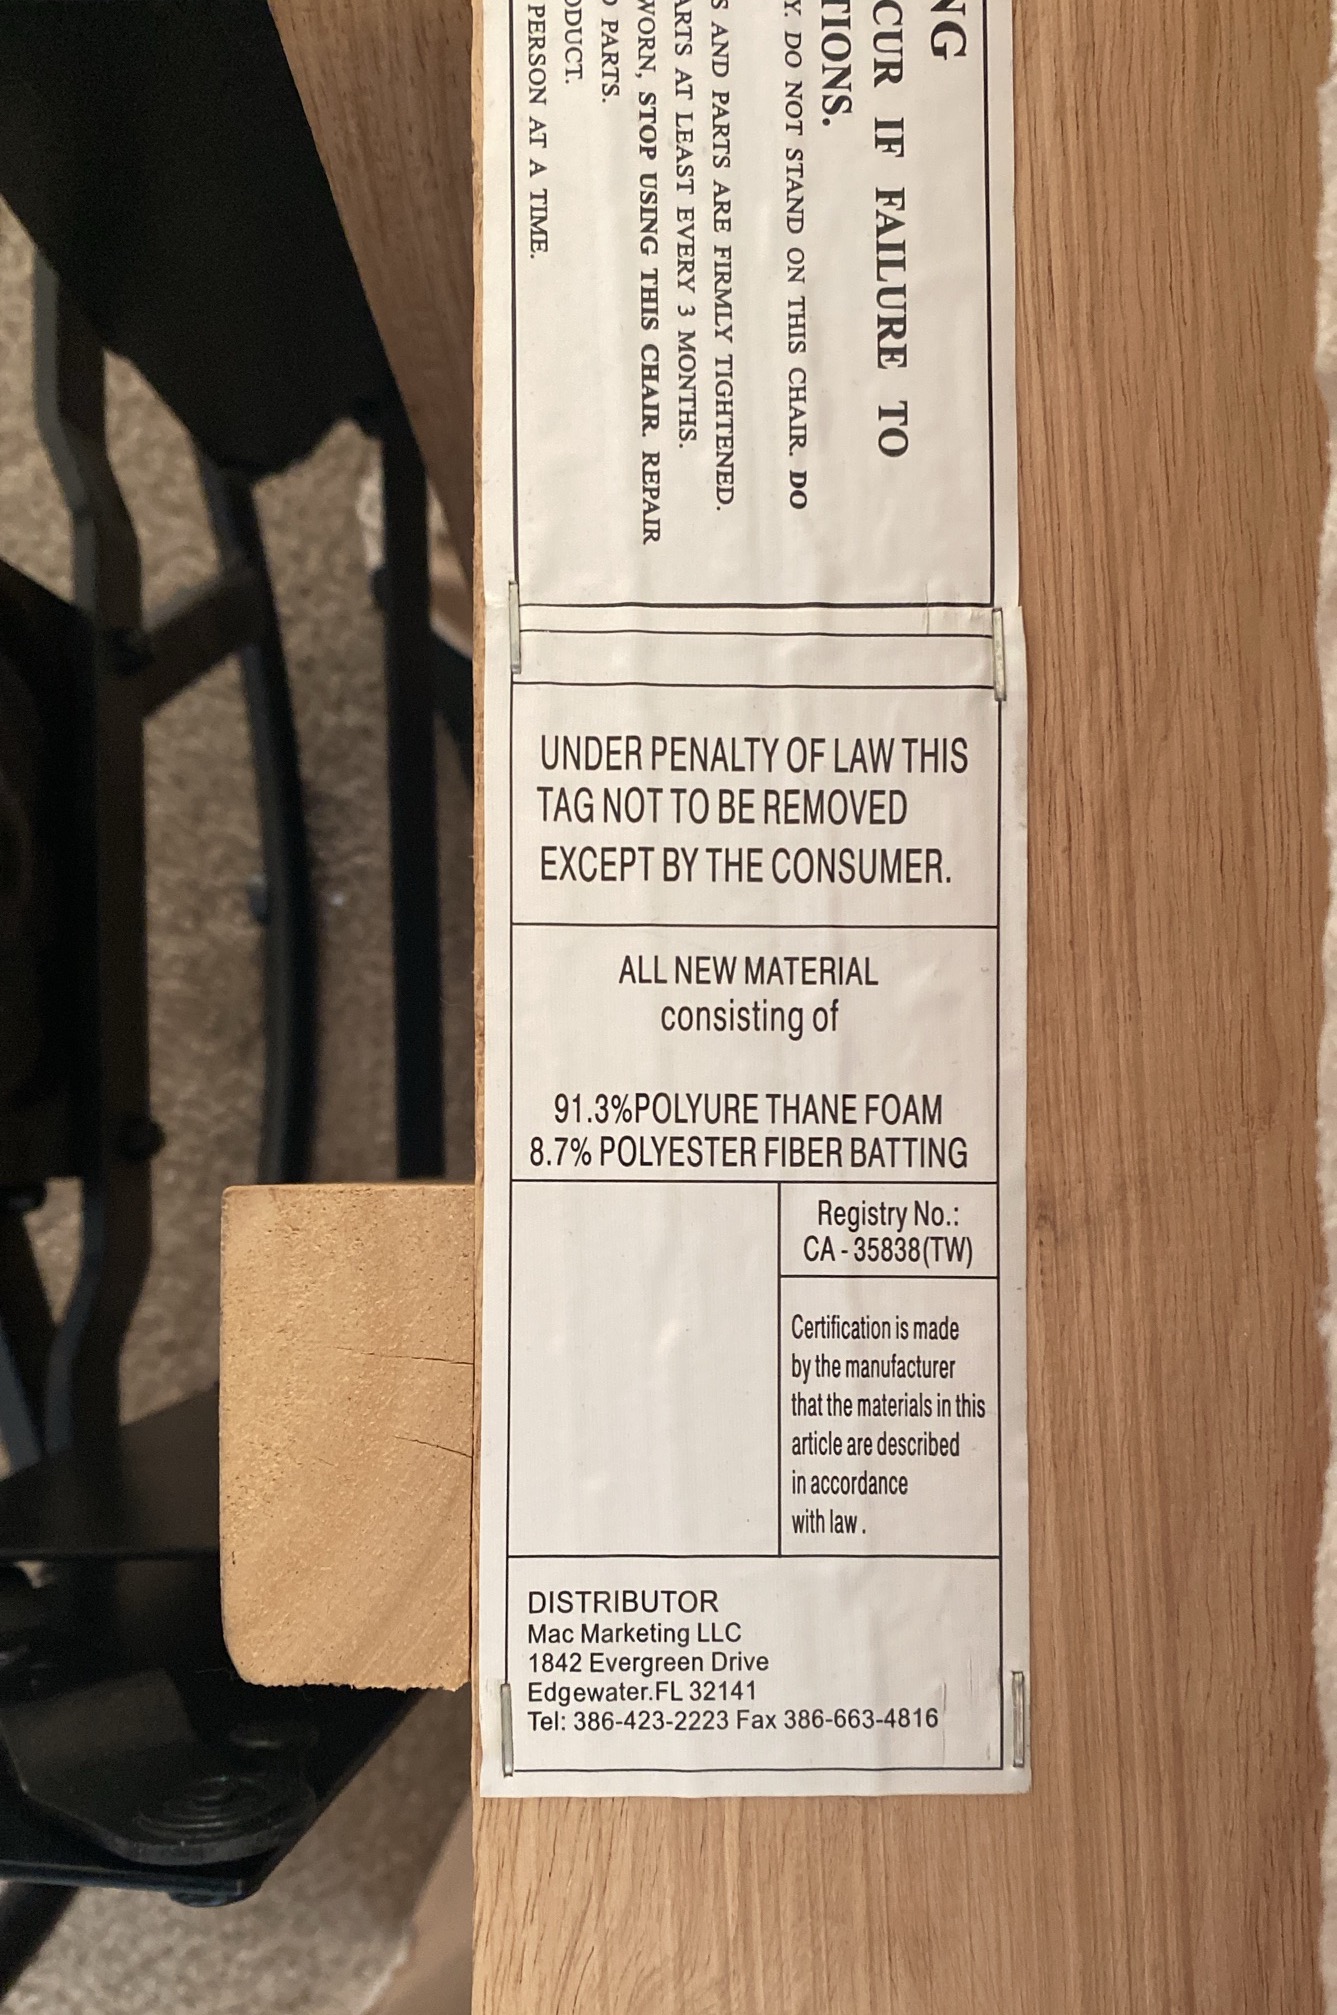 NG
CUR IF FAILURE TO
TIONS.
Y. DO NOT STAND ON THIS CHAIR. DO
S AND PARTS ARE FIRMLY TIGHTENED.
ARTS AT LEAST EVERY 3 MONTHS.
WORN, STOP USING THIS CHAIR. REPAIR
PARTS.
ODUCT.
PERSON AT A TIME.
UNDER PENALTY OF LAW THIS
TAG NOT TO BE REMOVED
EXCEPT BY THE CONSUMER.
ALL NEW MATERIAL
consisting of
91.3%POLYURE THANE FOAM
8.7% POLYESTER FIBER BATTING
Registry No.:
CA - 35838(TW)
Certification is made
by the manufacturer
that the materials in this
article are described
in accordance
with law .
DISTRIBUTOR
Mac Marketing LLC
1842 Evergreen Drive
Edgewater.FL 32141
Tel: 386-423-2223 Fax 386-663-4816